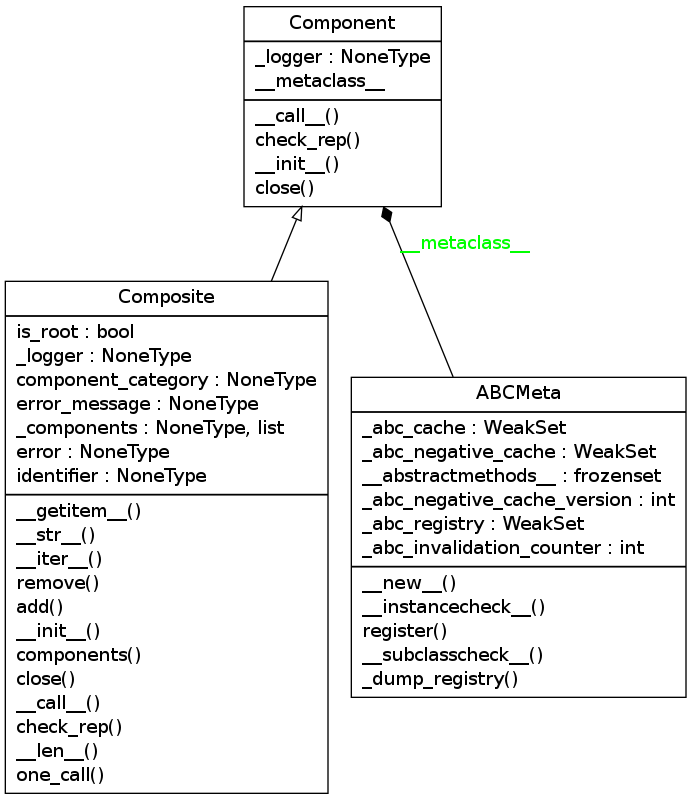 Component
_logger : NoneType
__metaclass__
__call__()
check_rep()
__init__()
close()
__metaclass__
Composite
is_root : bool
_logger : NoneType
component_category : NoneType
error_message : NoneType
_components : NoneType, list
error : NoneType
identifier : NoneType
__getitem__()
__str__()
__iter__()
remove()
add()
__init__()
components()
close()
__call__()
check_rep()
__len__()
one_call()
ABCMeta
_abc_cache : WeakSet
_abc_negative_cache : WeakSet
__abstractmethods__ : frozenset
_abc_negative_cache_version : int
_abc_registry : WeakSet
_abc_invalidation_counter : int
__new__()
__instancecheck__()
register()
__subclasscheck__()
_dump_registry()